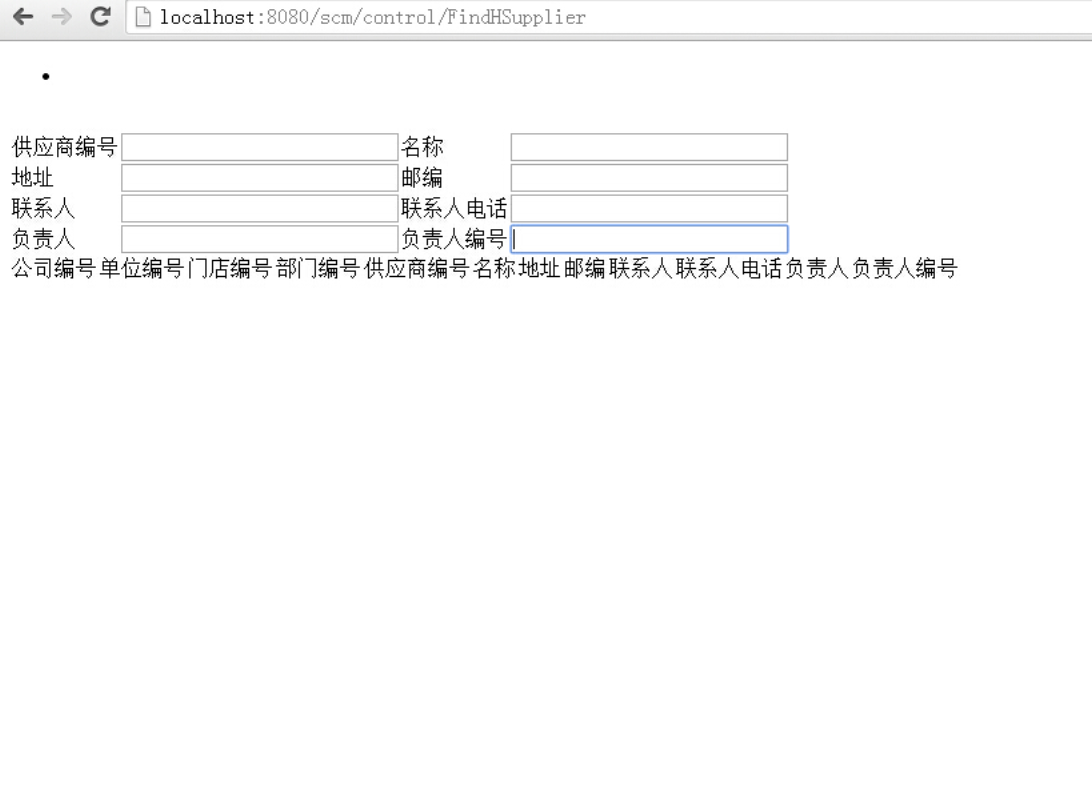 localhost:8080/scm/control/FindHSupplier
供应商编号 名称
地址 邮编
联系人 联系人电话
负责人 负责人编号
公司编号 单位编号 门店编号 部门编号 供应商编号 名称 地址 邮编 联系人 联系人电话 负责人 负责人编号